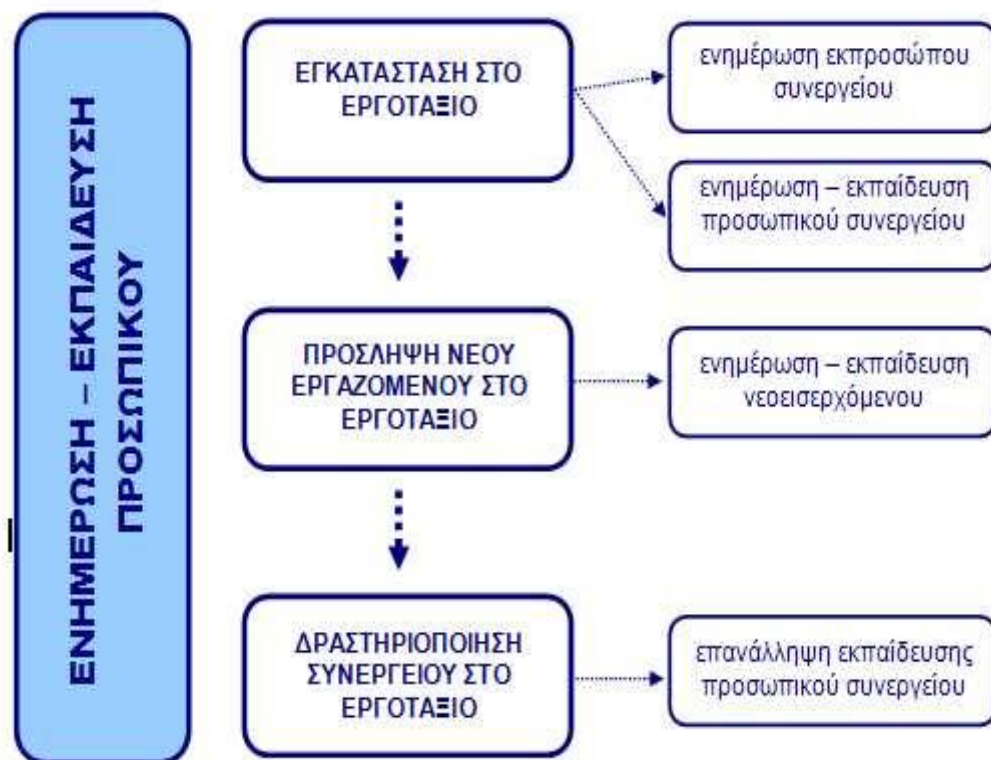 ΕΝΗΜΕΡΩΣΗ – ΕΚΠΑΙΔΕΥΣΗ
ΠΡΟΣΩΠΙΚΟΥ
ΕΓΚΑΤΑΣΤΑΣΗ ΣΤΟ
ΕΡΓΟΤΑΞΙΟ
ενημέρωση εκπροσώπου
συνεργείου
ενημέρωση – εκπαίδευση
προσωπικού συνεργείου
ΠΡΟΣΛΗΨΗ ΝΕΟΥ
ΕΡΓΑΖΟΜΕΝΟΥ ΣΤΟ
ΕΡΓΟΤΑΞΙΟ
ενημέρωση – εκπαίδευση
νεοεισερχόμενου
ΔΡΑΣΤΗΡΙΟΠΟΙΗΣΗ
ΣΥΝΕΡΓΕΙΟΥ ΣΤΟ
ΕΡΓΟΤΑΞΙΟ
επανάλληψη εκπαίδευσης
προσωπικού συνεργείου